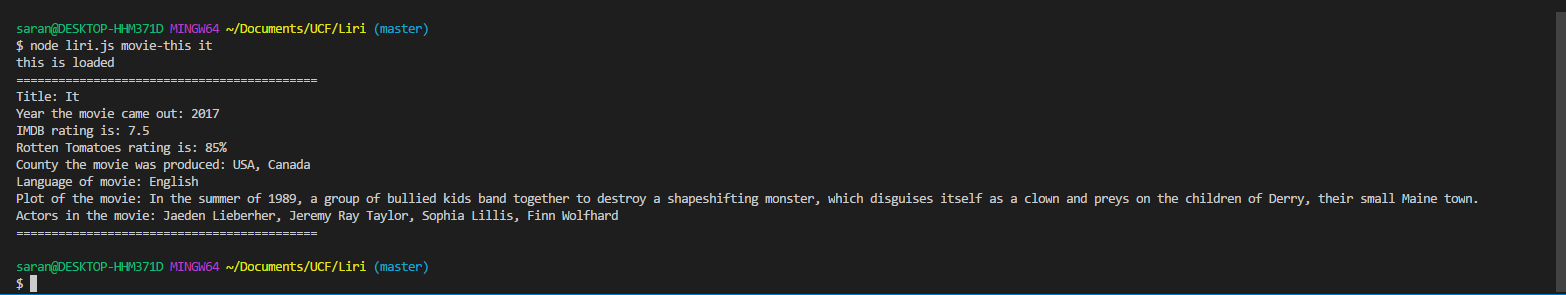 saran@DESKTOP-HHM371D MINGW64 ~/Documents/UCF/Liri (master)
$ node liri.js movie-this it
this is loaded
===========================================
Title: It
Year the movie came out: 2017
IMDB rating is: 7.5
Rotten Tomatoes rating is: 85%
County the movie was produced: USA, Canada
Language of movie: English
Plot of the movie: In the summer of 1989, a group of bullied kids band together to destroy a shapeshifting monster, which disguises itself as a clown and preys on the children of Derry, their small Maine town.
Actors in the movie: Jaeden Lieberher, Jeremy Ray Taylor, Sophia Lillis, Finn Wolfhard
===========================================
saran@DESKTOP-HHM371D MINGW64 ~/Documents/UCF/Liri (master)
$